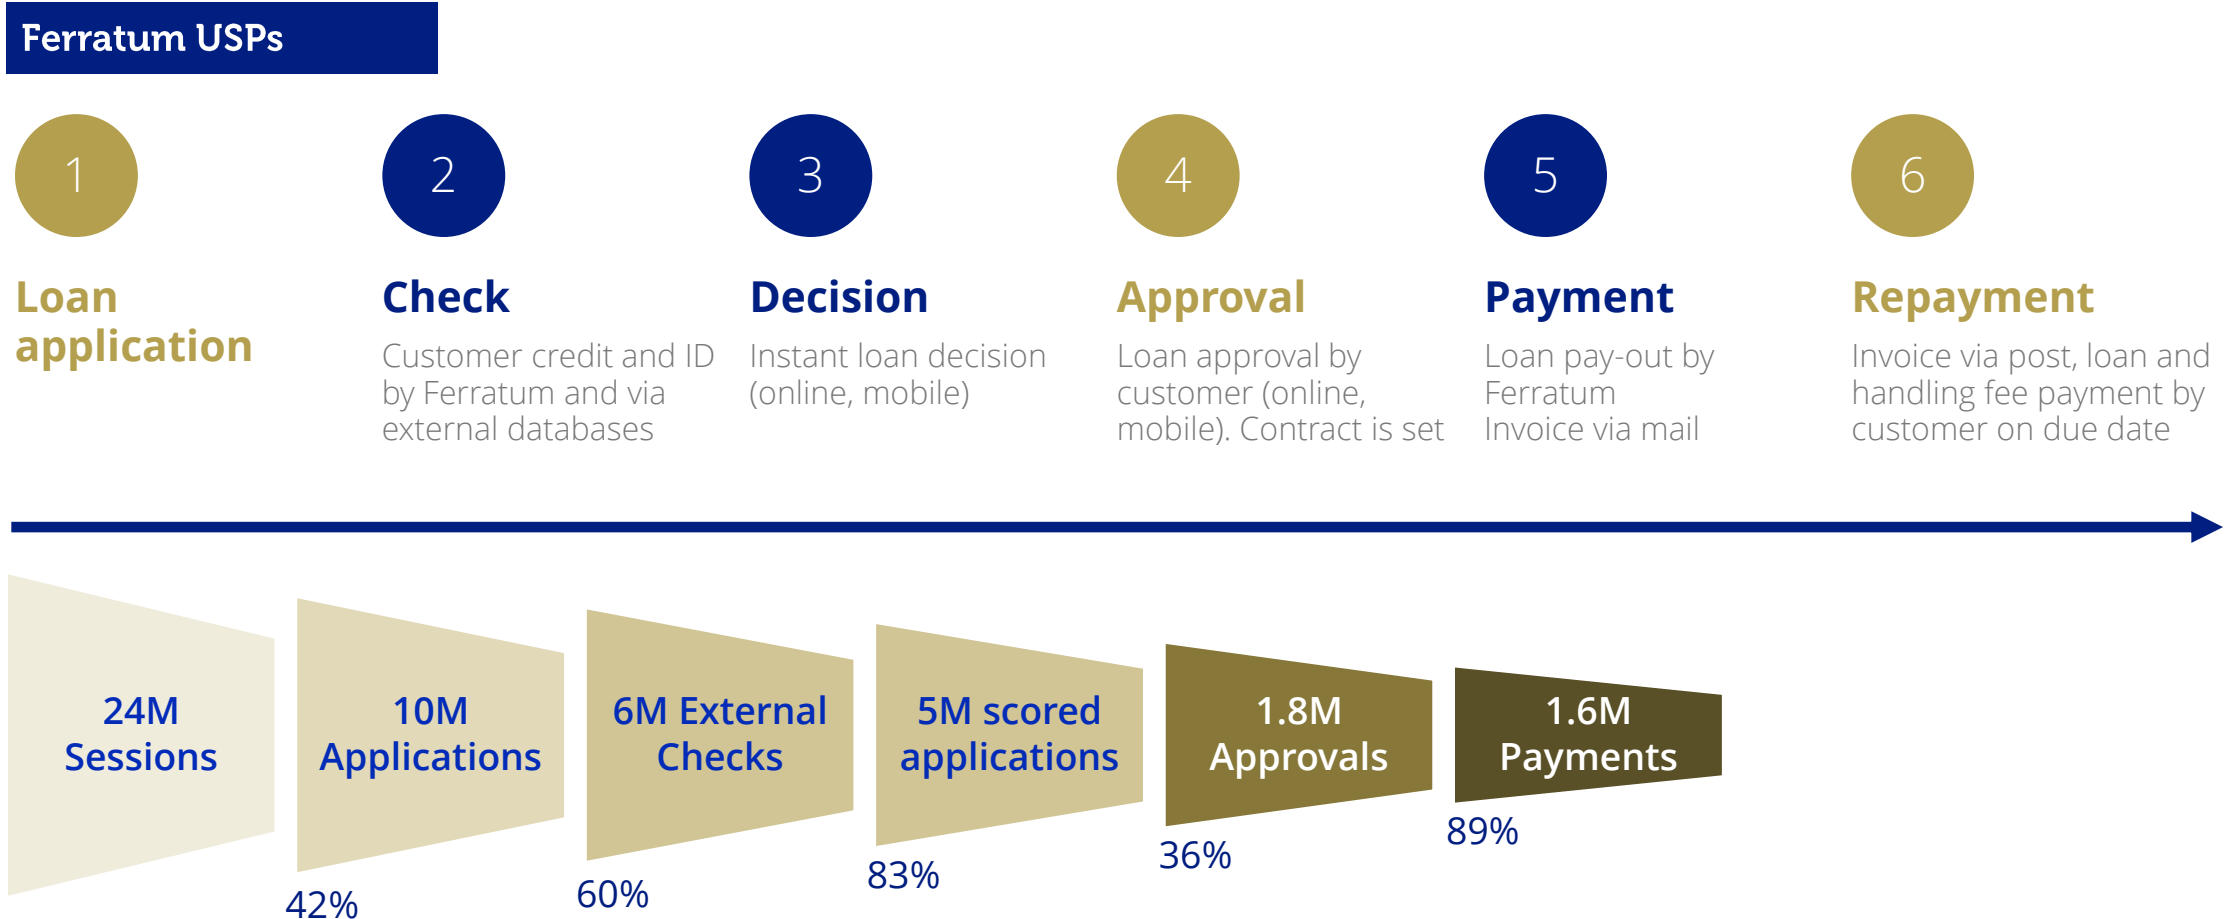 Ferratum USPs
1
2
3
4
5
6
Loan
application
Check
Customer credit and ID
by Ferratum and via
external databases
Decision
Instant loan decision
(online, mobile)
Approval
Loan approval by
customer (online,
mobile). Contract is set
Payment
Loan pay-out by
Ferratum
Invoice via mail
Repayment
Invoice via post, loan and
handling fee payment by
customer on due date
24M
Sessions
10M
Applications
6M External
Checks
5M scored
applications
1.8M
Approvals
1.6M
Payments
42%
60%
83%
36%
89%